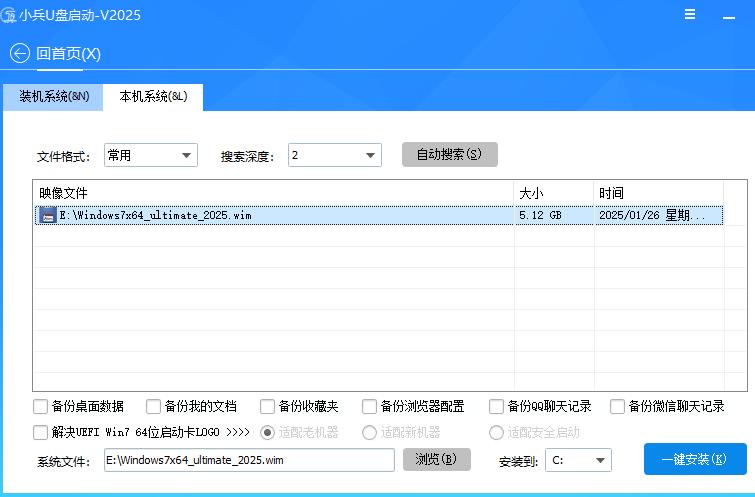 小兵U盘启动-V2025
回首页(X)
装机系统(&N) 本机系统(&L)
文件格式： 常用 搜索深度： 2 自动搜索(S)
映像文件 大小 时间
E:\Windows7x64_ultimate_2025.wim 5.12 GB 2025/01/26 星期...
备份桌面数据 备份我的文档 备份收藏夹 备份浏览器配置 备份QQ聊天记录 备份微信聊天记录
解决UEFI Win7 64位启动卡LOGO >>>> 适配老机器 适配新机器 适配安全启动
系统文件： E:\Windows7x64_ultimate_2025.wim 浏览(B) 安装到： C: 一键安装(K)